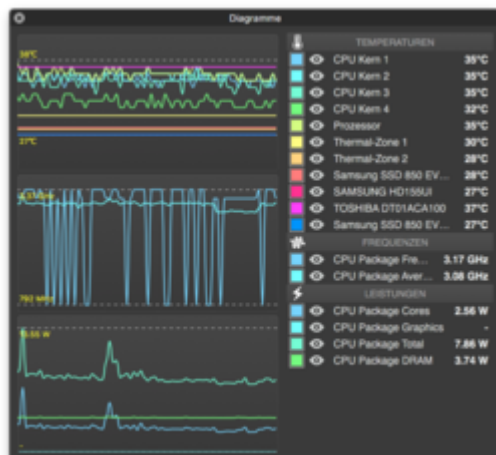 Diagramme
38°C
27°C
782 MHz
TEMPERATUREN
CPU Kern 1 35°C
CPU Kern 2 35°C
CPU Kern 3 35°C
CPU Kern 4 32°C
Prozessor 35°C
Thermal-Zone 1 30°C
Thermal-Zone 2 28°C
Samsung SSD 850 EV... 28°C
SAMSUNG HD155UI 27°C
TOSHIBA DT01ACA100 37°C
Samsung SSD 850 EV... 27°C
FREQUENZEN
CPU Package Fre... 3.17 GHz
CPU Package Aver... 3.08 GHz
LEISTUNGEN
CPU Package Cores 2.56 W
CPU Package Graphics -
CPU Package Total 7.86 W
CPU Package DRAM 3.74 W